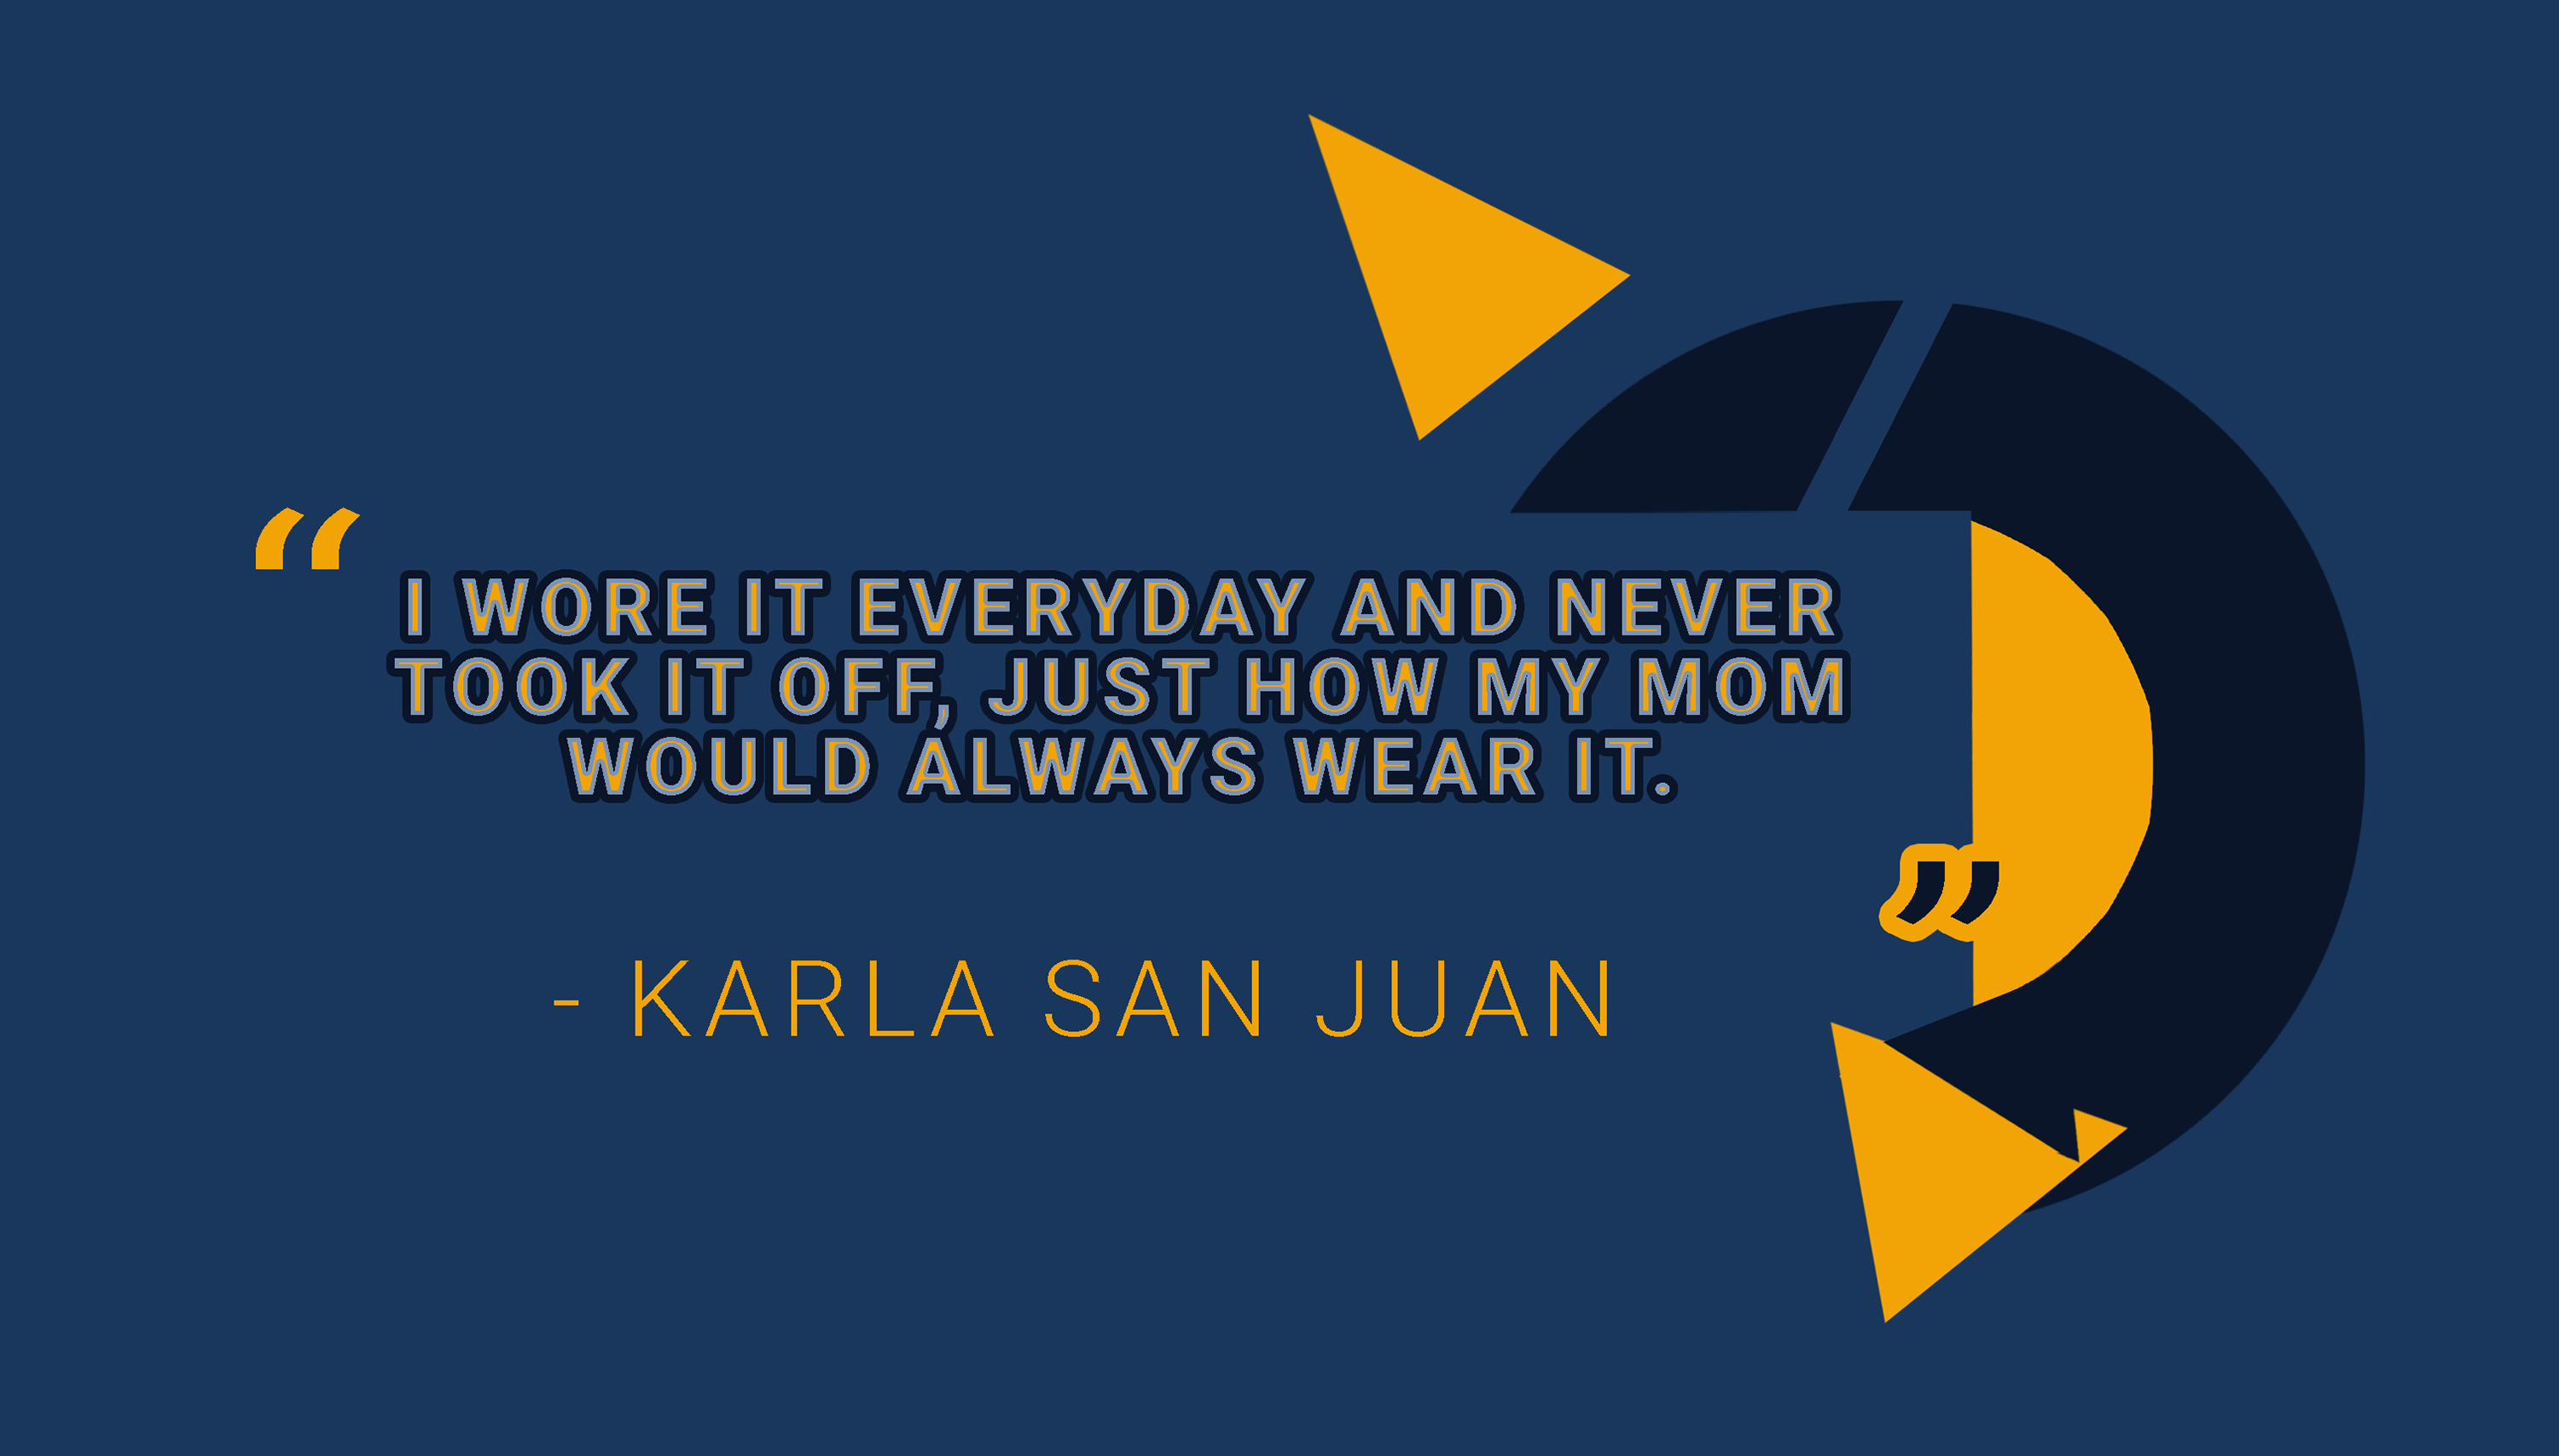 “ I WORE IT EVERYDAY AND NEVER
TOOK IT OFF, JUST HOW MY MOM
WOULD ALWAYS WEAR IT. ”
- KARLA SAN JUAN